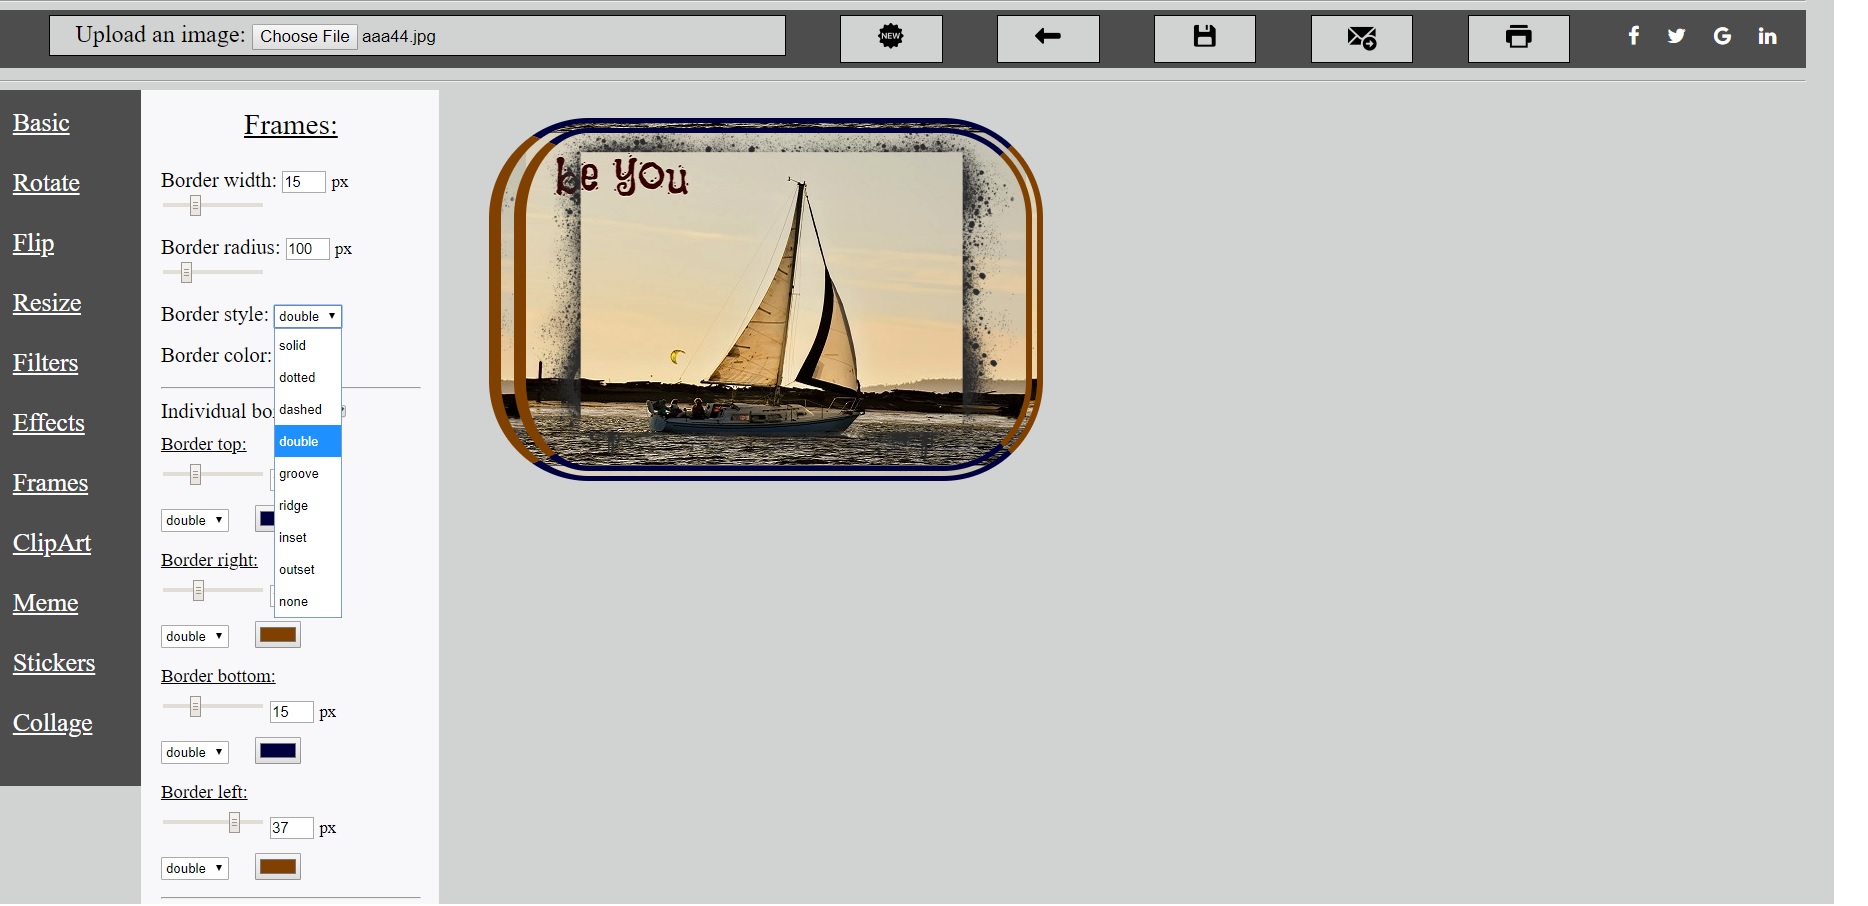 Upload an image: Choose File aaa44.jpg
NEW
Basic
Rotate
Flip
Resize
Filters
Effects
Frames
ClipArt
Meme
Stickers
Collage
Frames:
Border width: 15 px
Border radius: 100 px
Border style: double
solid
dotted
dashed
double
groove
ridge
inset
outset
none
Border color:
Individual bo
Border top:
double
Border right:
double
Border bottom:
15 px
double
Border left:
37 px
double
be you